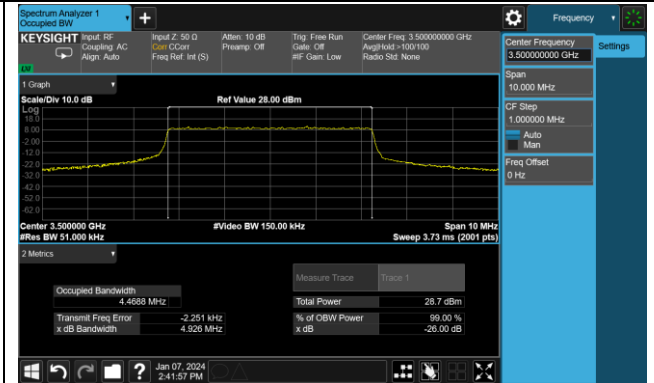 Spectrum Analyzer 1
Occupied BW
+
Frequency
KEYSIGHT
Input: RF
Coupling: AC
Align: Auto
Input Z: 50 Ω
Corr CCorr
Freq Ref: Int (S)
Atten: 10 dB
Preamp: Off
Trig: Free Run
Gate: Off
#IF Gain: Low
Center Freq: 3.500000000 GHz
Avg|Hold:>100/100
Radio Std: None
Center Frequency
3.500000000 GHz
Settings
Span
10.000 MHz
CF Step
1.000000 MHz
Auto
Man
Freq Offset
0 Hz
1 Graph
Scale/Div 10.0 dB
Ref Value 28.00 dBm
Log
18.0
8.00
-2.00
-12.0
-22.0
-32.0
-42.0
-52.0
-62.0
Center 3.500000 GHz
#Video BW 150.00 kHz
Span 10 MHz
#Res BW 51.000 kHz
Sweep 3.73 ms (2001 pts)
2 Metrics
Measure Trace
Trace 1
Occupied Bandwidth
4.4688 MHz
Total Power
28.7 dBm
Transmit Freq Error
-2.251 kHz
% of OBW Power
99.00 %
x dB Bandwidth
4.926 MHz
x dB
-26.00 dB
?
Jan 07, 2024
2:41:57 PM